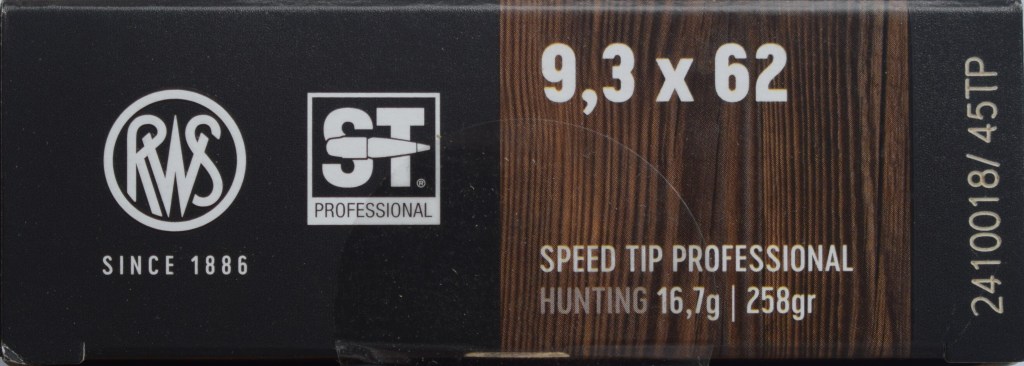 RWS
SINCE 1886
ST®
PROFESSIONAL
9,3 x 62
SPEED TIP PROFESSIONAL
HUNTING 16,7g | 258gr
2410018/ 45TP